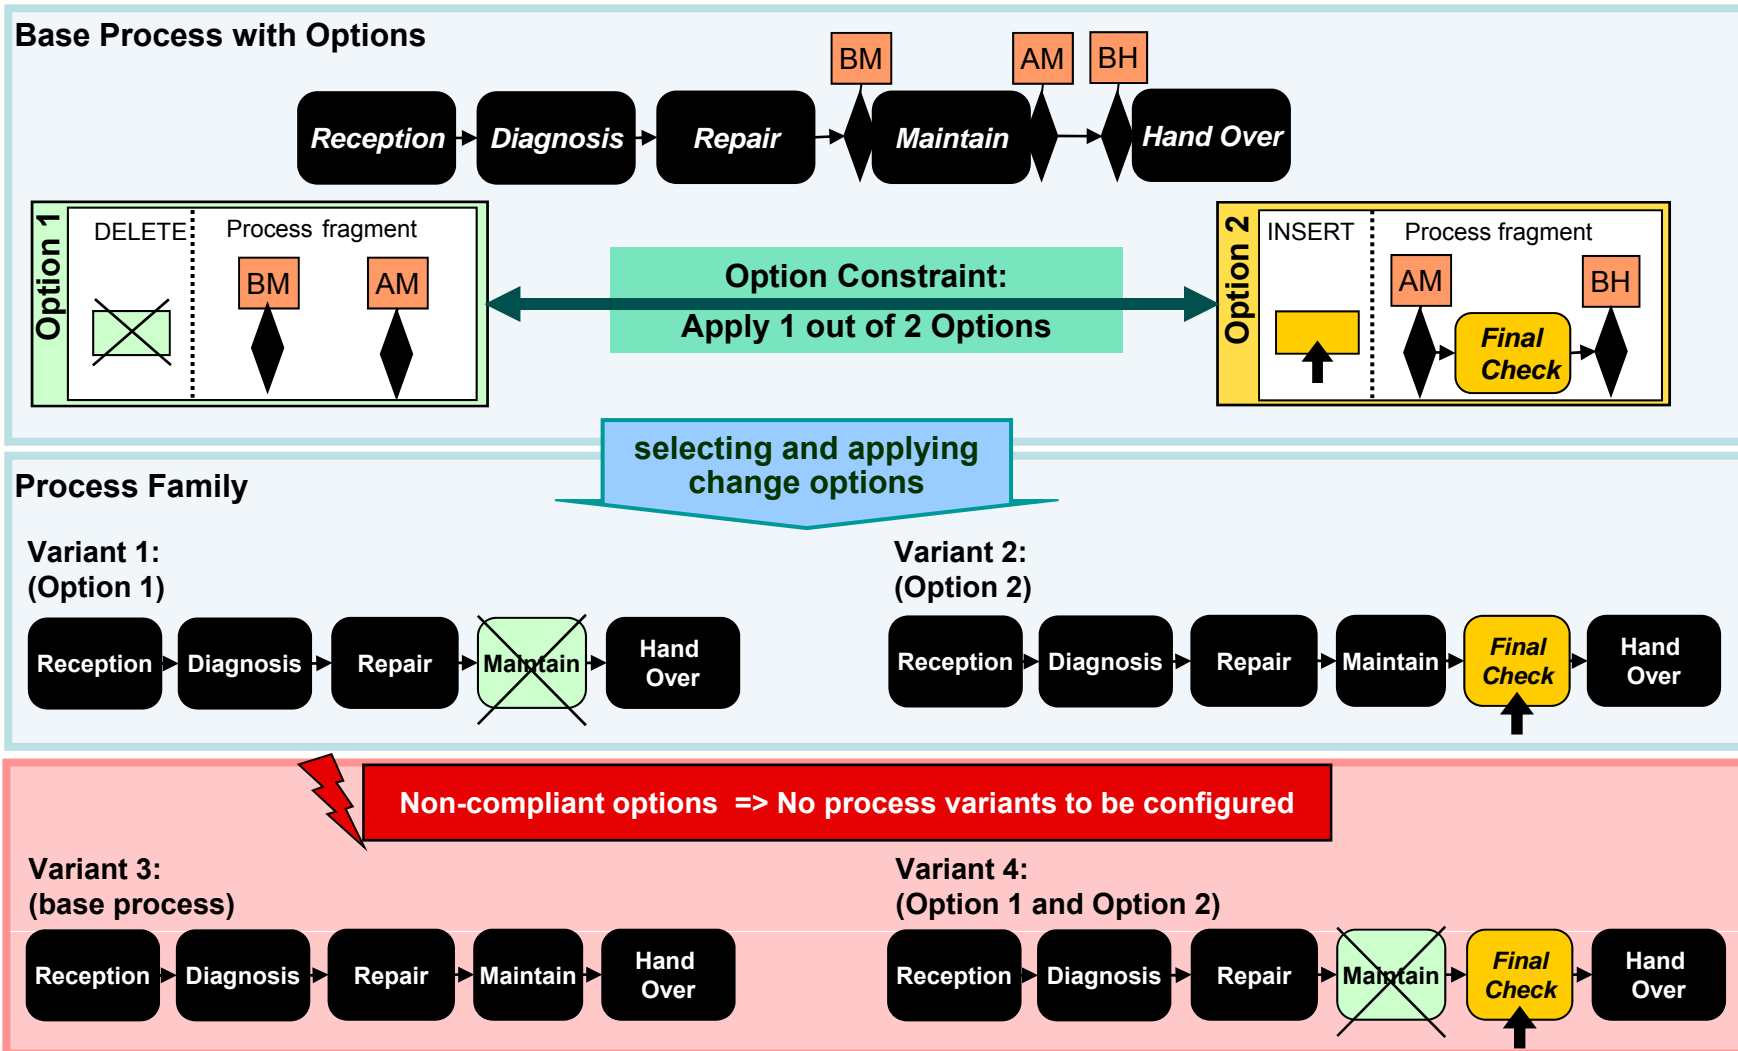 Base Process with Options
BM
AM
BH
Reception
Diagnosis
Repair
Maintain
Hand Over
Option 1
DELETE
Process fragment
BM
AM
Option Constraint:
Apply 1 out of 2 Options
Option 2
INSERT
Process fragment
AM
BH
Final
Check
selecting and applying
change options
Process Family
Variant 1:
(Option 1)
Reception
Diagnosis
Repair
Maintain
Hand
Over
Variant 2:
(Option 2)
Reception
Diagnosis
Repair
Maintain
Final
Check
Hand
Over
Non-compliant options => No process variants to be configured
Variant 3:
(base process)
Reception
Diagnosis
Repair
Maintain
Hand
Over
Variant 4:
(Option 1 and Option 2)
Reception
Diagnosis
Repair
Maintain
Final
Check
Hand
Over